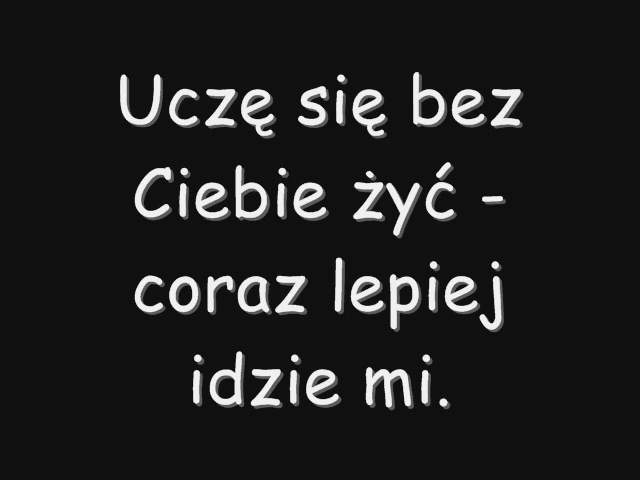 Uczę się bez
Ciebie żyć -
coraz lepiej
idzie mi.